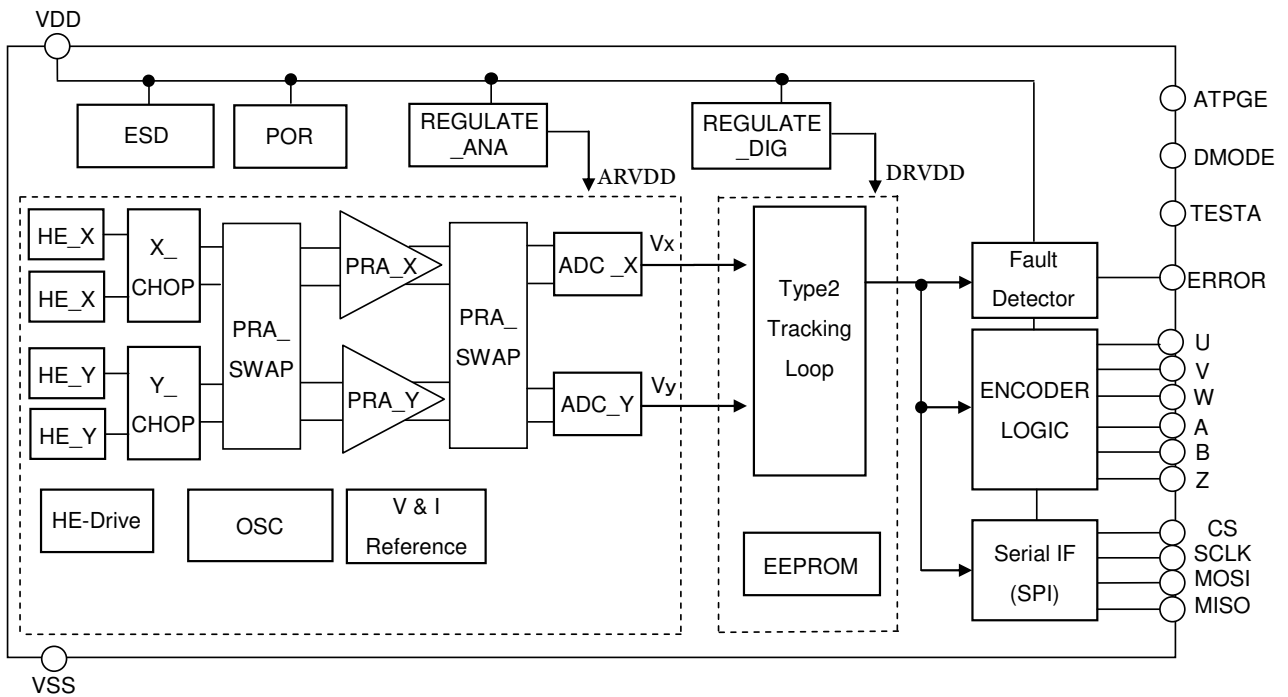 VDD
ESD
POR
REGULATE
_ANA
REGULATE
_DIG
ARVDD
DRVDD
HE_X
HE_X
HE_Y
HE_Y
X_
CHOP
Y_
CHOP
PRA_
SWAP
PRA_X
PRA_Y
PRA_
SWAP
ADC _X
ADC_Y
Vx
Vy
HE-Drive
OSC
V & I
Reference
Type2
Tracking
Loop
EEPROM
Fault
Detector
ENCODER
LOGIC
Serial IF
(SPI)
ATPGE
DMODE
TESTA
ERROR
U
V
W
A
B
Z
CS
SCLK
MOSI
MISO
VSS